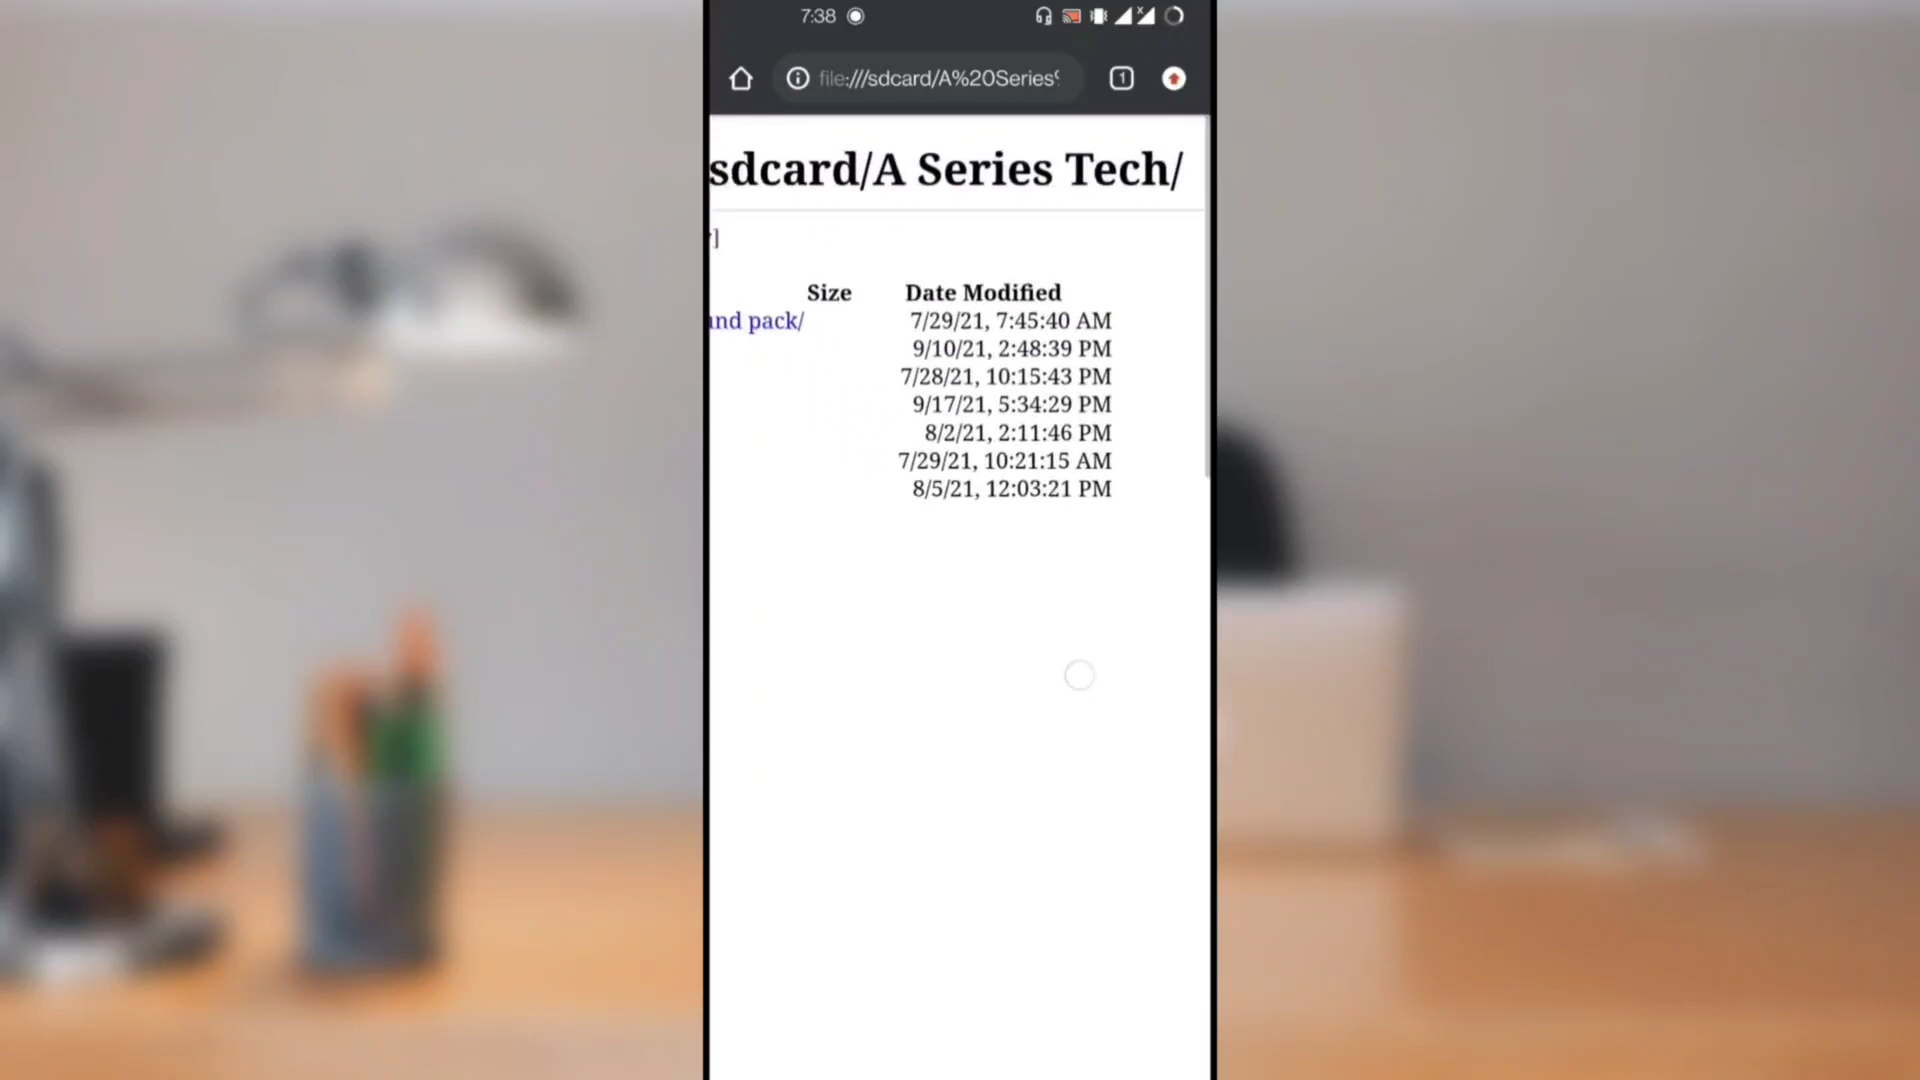 7:38
file:///sdcard/A%20Series
1
sdcard/A Series Tech/
]
Size Date Modified
und pack/ 7/29/21, 7:45:40 AM
9/10/21, 2:48:39 PM
7/28/21, 10:15:43 PM
9/17/21, 5:34:29 PM
8/2/21, 2:11:46 PM
7/29/21, 10:21:15 AM
8/5/21, 12:03:21 PM